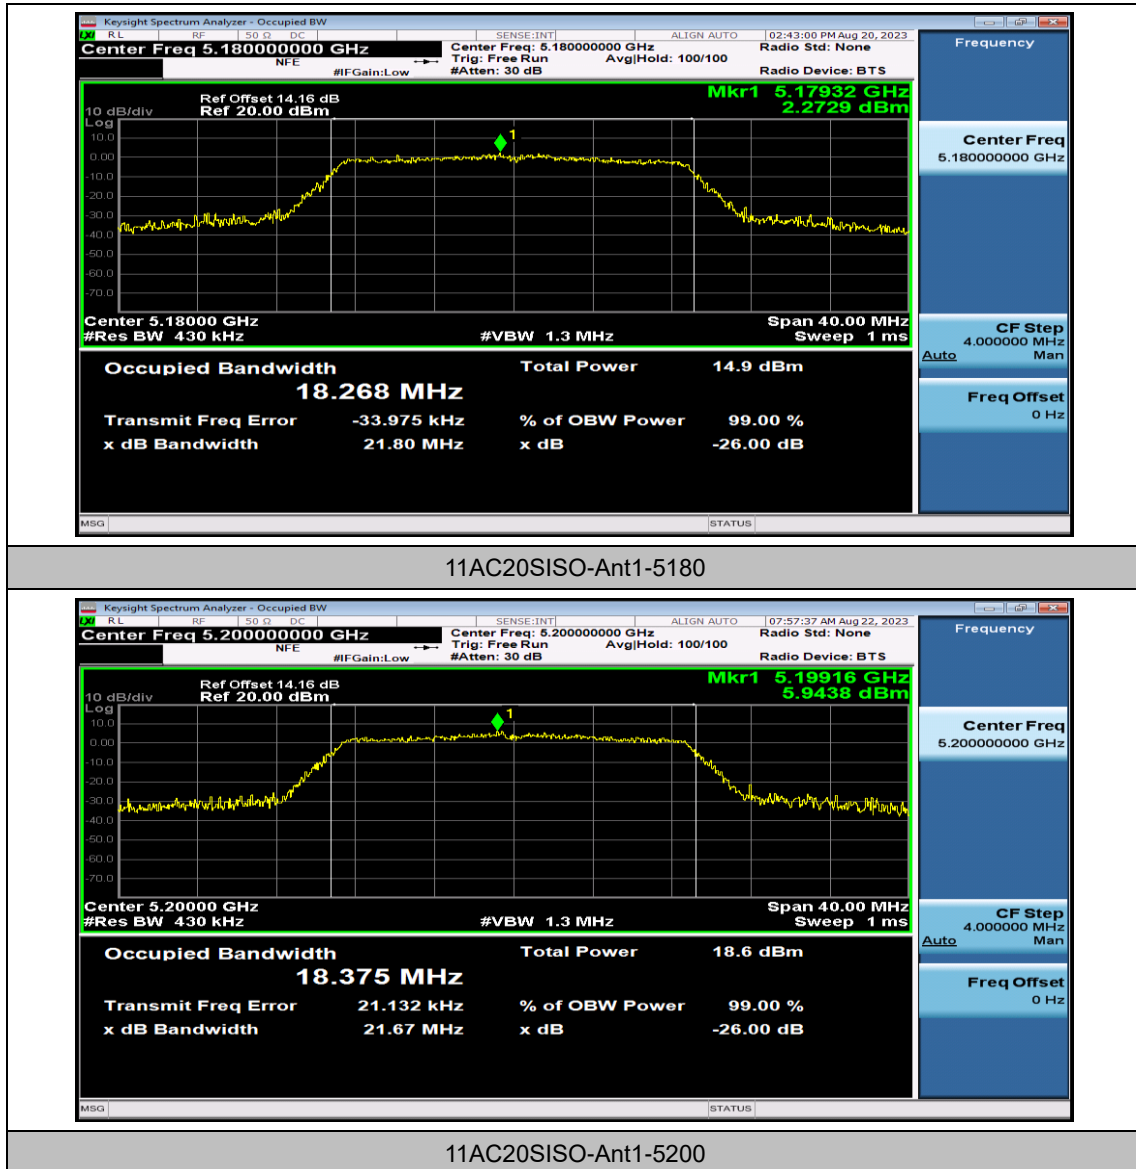 Keysight Spectrum Analyzer - Occupied BW
LXI RL RF 50 Ω DC SENSE:INT ALIGN AUTO 02:43:00 PM Aug 20, 2023
Center Freq 5.180000000 GHz Center Freq: 5.180000000 GHz Radio Std: None Frequency
NFE Trig: Free Run Avg|Hold: 100/100
#IFGain:Low #Atten: 30 dB Radio Device: BTS
Mkr1 5.17932 GHz
Ref Offset 14.16 dB 2.2729 dBm
10 dB/div Ref 20.00 dBm
Log
10.0
1
0.00
-10.0
-20.0
-30.0
-40.0
-50.0
-60.0
-70.0
Center Freq
5.180000000 GHz
Center 5.18000 GHz Span 40.00 MHz
#Res BW 430 kHz #VBW 1.3 MHz Sweep 1 ms
CF Step
4.000000 MHz
Auto Man
Occupied Bandwidth Total Power 14.9 dBm
18.268 MHz
Freq Offset
0 Hz
Transmit Freq Error -33.975 kHz % of OBW Power 99.00 %
x dB Bandwidth 21.80 MHz x dB -26.00 dB
MSG STATUS
11AC20SISO-Ant1-5180
Keysight Spectrum Analyzer - Occupied BW
LXI RL RF 50 Ω DC SENSE:INT ALIGN AUTO 07:57:37 AM Aug 22, 2023
Center Freq 5.200000000 GHz Center Freq: 5.200000000 GHz Radio Std: None Frequency
NFE Trig: Free Run Avg|Hold: 100/100
#IFGain:Low #Atten: 30 dB Radio Device: BTS
Mkr1 5.19916 GHz
Ref Offset 14.16 dB 5.9438 dBm
10 dB/div Ref 20.00 dBm
Log
10.0
1
0.00
-10.0
-20.0
-30.0
-40.0
-50.0
-60.0
-70.0
Center Freq
5.200000000 GHz
Center 5.20000 GHz Span 40.00 MHz
#Res BW 430 kHz #VBW 1.3 MHz Sweep 1 ms
CF Step
4.000000 MHz
Auto Man
Occupied Bandwidth Total Power 18.6 dBm
18.375 MHz
Freq Offset
0 Hz
Transmit Freq Error 21.132 kHz % of OBW Power 99.00 %
x dB Bandwidth 21.67 MHz x dB -26.00 dB
MSG STATUS
11AC20SISO-Ant1-5200